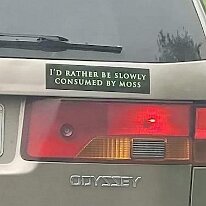 I'D RATHER BE SLOWLY
CONSUMED BY MOSS
ODYSSEY